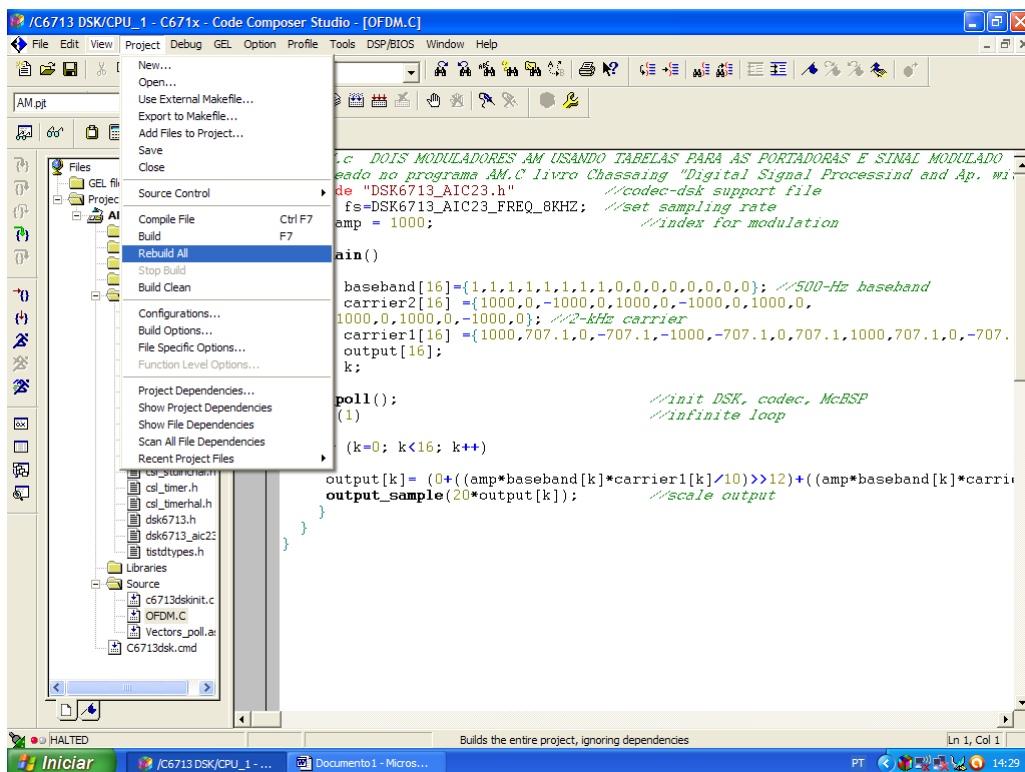 /C6713 DSK/CPU_1 - C671x - Code Composer Studio - [OFDM.C]
File Edit View Project Debug GEL Option Profile Tools DSP/BIOS Window Help
AM.pjt
New...
Open...
Use External Makefile...
Export to Makefile...
Add Files to Project...
Save
Close
Source Control
Compile File Ctrl F7
Build F7
Rebuild All
Stop Build
Build Clean
Configurations...
Build Options...
File Specific Options...
Function Level Options...
Project Dependencies...
Show Project Dependencies
Show File Dependencies
Scan All File Dependencies
Recent Project Files
Files
GEL fil
Projec
csl_timer.h
csl_timerhal.h
dsk6713.h
dsk6713_aic23
tistdtypes.h
Libraries
Source
c6713dskinit.c
OFDM.C
Vectors_poll.a
C6713dsk.cmd
.c DOIS MODULADORES AM USANDO TABELAS PARA AS PORTADORAS E SINAL MODULADO
eado no programa AM.C livro Chassaing "Digital Signal Processind and Ap. wi
de "DSK6713_AIC23.h" //codec-dsk support file
fs=DSK6713_AIC23_FREQ_8KHZ; //set sampling rate
amp = 1000; //index for modulation
ain()
baseband[16]={1,1,1,1,1,1,1,1,0,0,0,0,0,0,0,0}; //500-Hz baseband
carrier2[16] ={1000,0,-1000,0,1000,0,-1000,0,1000,0,
1000,0,1000,0,-1000,0}; //2-kHz carrier
carrier1[16] ={1000,707.1,0,-707.1,-1000,-707.1,0,707.1,1000,707.1,0,-707.
output[16];
k;
poll(); //init DSK, codec, McBSP
(1) //infinite loop
(k=0; k<16; k++)
output[k]= (0+((amp*baseband[k]*carrier1[k]/10)>>12)+((amp*baseband[k]*carri
output_sample(20*output[k]); //scale output
}
}
}
HALTED Builds the entire project, ignoring dependencies Ln 1, Col 1
Iniciar /C6713 DSK/CPU_1 - ... Documento1 - Micros... PT 14:29